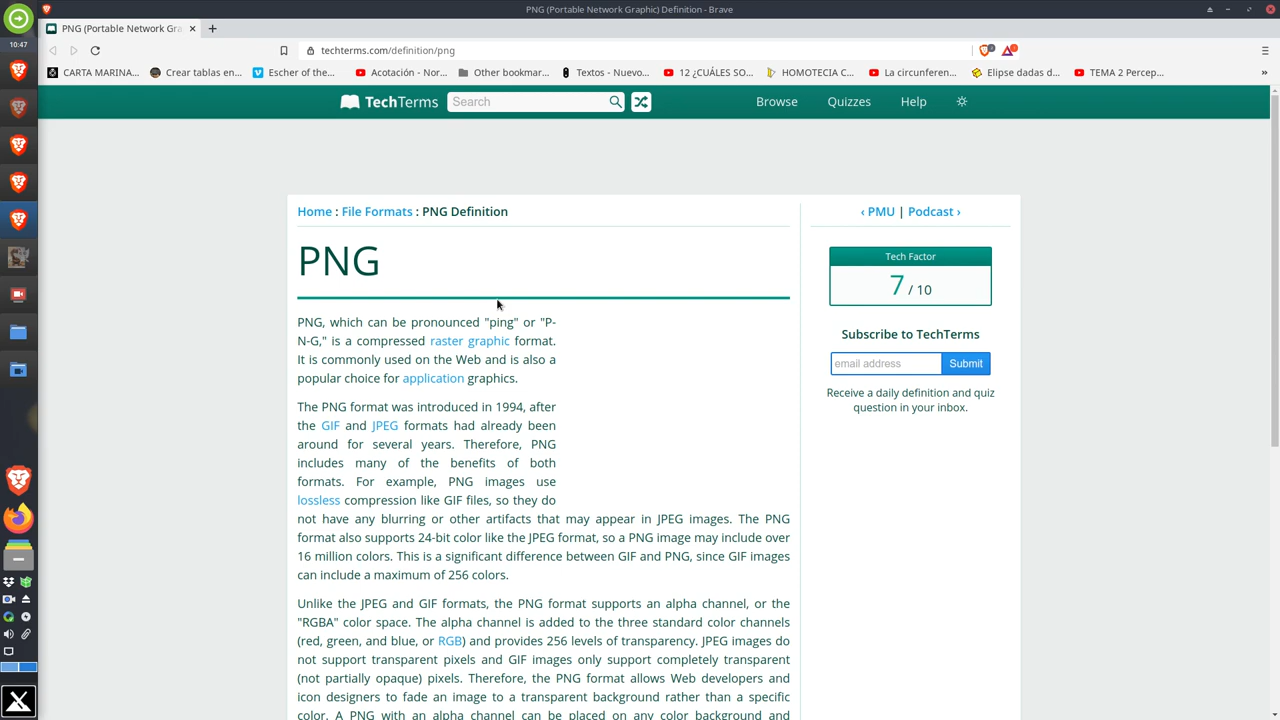 PNG (Portable Network Graphic) Definition - Brave
10:47
PNG (Portable Network Gra
techterms.com/definition/png
CARTA MARINA...
Crear tablas en...
Escher of the...
Acotación - Nor...
Other bookmar...
Textos - Nuevo...
12 ¿CUÁLES SO...
HOMOTECIA C...
La circunferen...
Elipse dadas d...
TEMA 2 Percep...
»
TechTerms
Search
Browse
Quizzes
Help
Home : File Formats : PNG Definition
‹ PMU | Podcast ›
PNG
Tech Factor
7 / 10
PNG, which can be pronounced "ping" or "P-
N-G," is a compressed raster graphic format.
It is commonly used on the Web and is also a
popular choice for application graphics.
Subscribe to TechTerms
email address
Submit
Receive a daily definition and quiz
question in your inbox.
The PNG format was introduced in 1994, after
the GIF and JPEG formats had already been
around for several years. Therefore, PNG
includes many of the benefits of both
formats. For example, PNG images use
lossless compression like GIF files, so they do
not have any blurring or other artifacts that may appear in JPEG images. The PNG
format also supports 24-bit color like the JPEG format, so a PNG image may include over
16 million colors. This is a significant difference between GIF and PNG, since GIF images
can include a maximum of 256 colors.
Unlike the JPEG and GIF formats, the PNG format supports an alpha channel, or the
"RGBA" color space. The alpha channel is added to the three standard color channels
(red, green, and blue, or RGB) and provides 256 levels of transparency. JPEG images do
not support transparent pixels and GIF images only support completely transparent
(not partially opaque) pixels. Therefore, the PNG format allows Web developers and
icon designers to fade an image to a transparent background rather than a specific
color. A PNG with an alpha channel can be placed on any color background and